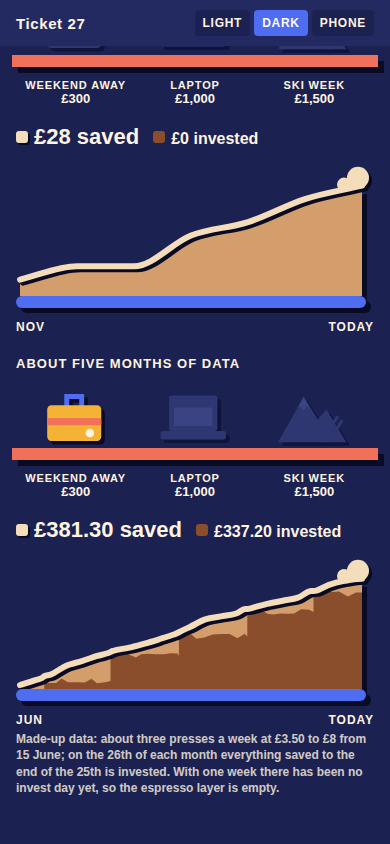 Ticket 27
LIGHT DARK PHONE
WEEKEND AWAY LAPTOP SKI WEEK
£300 £1,000 £1,500
£28 saved £0 invested
NOV TODAY
ABOUT FIVE MONTHS OF DATA
WEEKEND AWAY LAPTOP SKI WEEK
£300 £1,000 £1,500
£381.30 saved £337.20 invested
JUN TODAY
Made-up data: about three presses a week at £3.50 to £8 from
15 June; on the 26th of each month everything saved to the
end of the 25th is invested. With one week there has been no
invest day yet, so the espresso layer is empty.